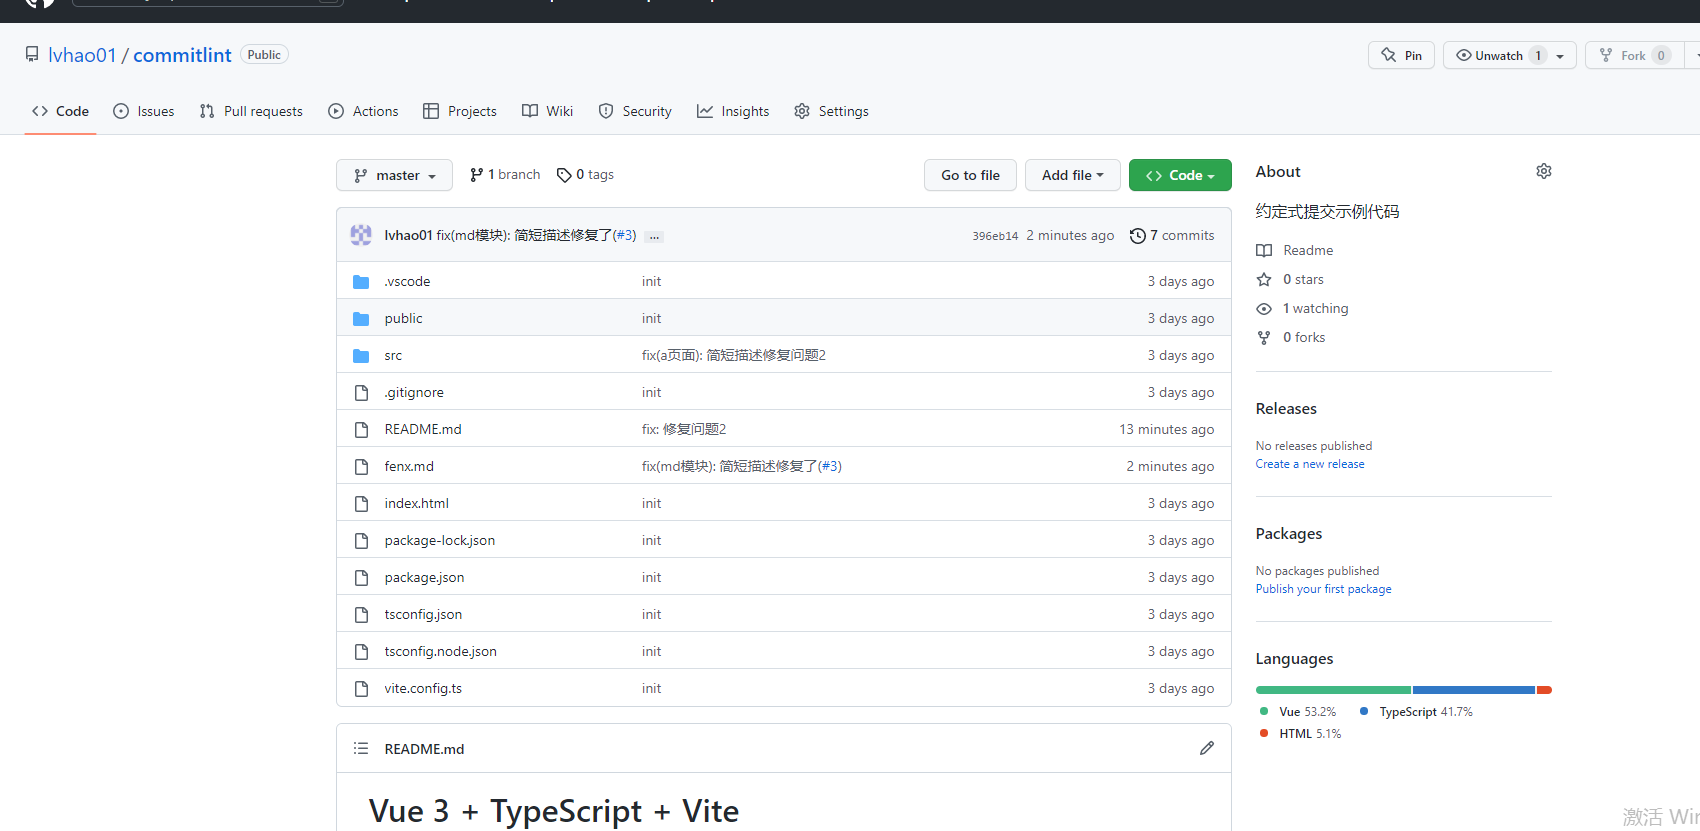 lvhao01 / commitlint Public
Pin Unwatch 1 Fork 0
Code Issues Pull requests Actions Projects Wiki Security Insights Settings
master 1 branch 0 tags Go to file Add file Code
lvhao01 fix(md模块): 简短描述修复了(#3) ... 396eb14 2 minutes ago 7 commits
.vscode init 3 days ago
public init 3 days ago
src fix(a页面): 简短描述修复问题2 3 days ago
.gitignore init 3 days ago
README.md fix: 修复问题2 13 minutes ago
fenx.md fix(md模块): 简短描述修复了(#3) 2 minutes ago
index.html init 3 days ago
package-lock.json init 3 days ago
package.json init 3 days ago
tsconfig.json init 3 days ago
tsconfig.node.json init 3 days ago
vite.config.ts init 3 days ago
README.md
Vue 3 + TypeScript + Vite
About
约定式提交示例代码
Readme
0 stars
1 watching
0 forks
Releases
No releases published
Create a new release
Packages
No packages published
Publish your first package
Languages
Vue 53.2% TypeScript 41.7%
HTML 5.1%
激活 Win